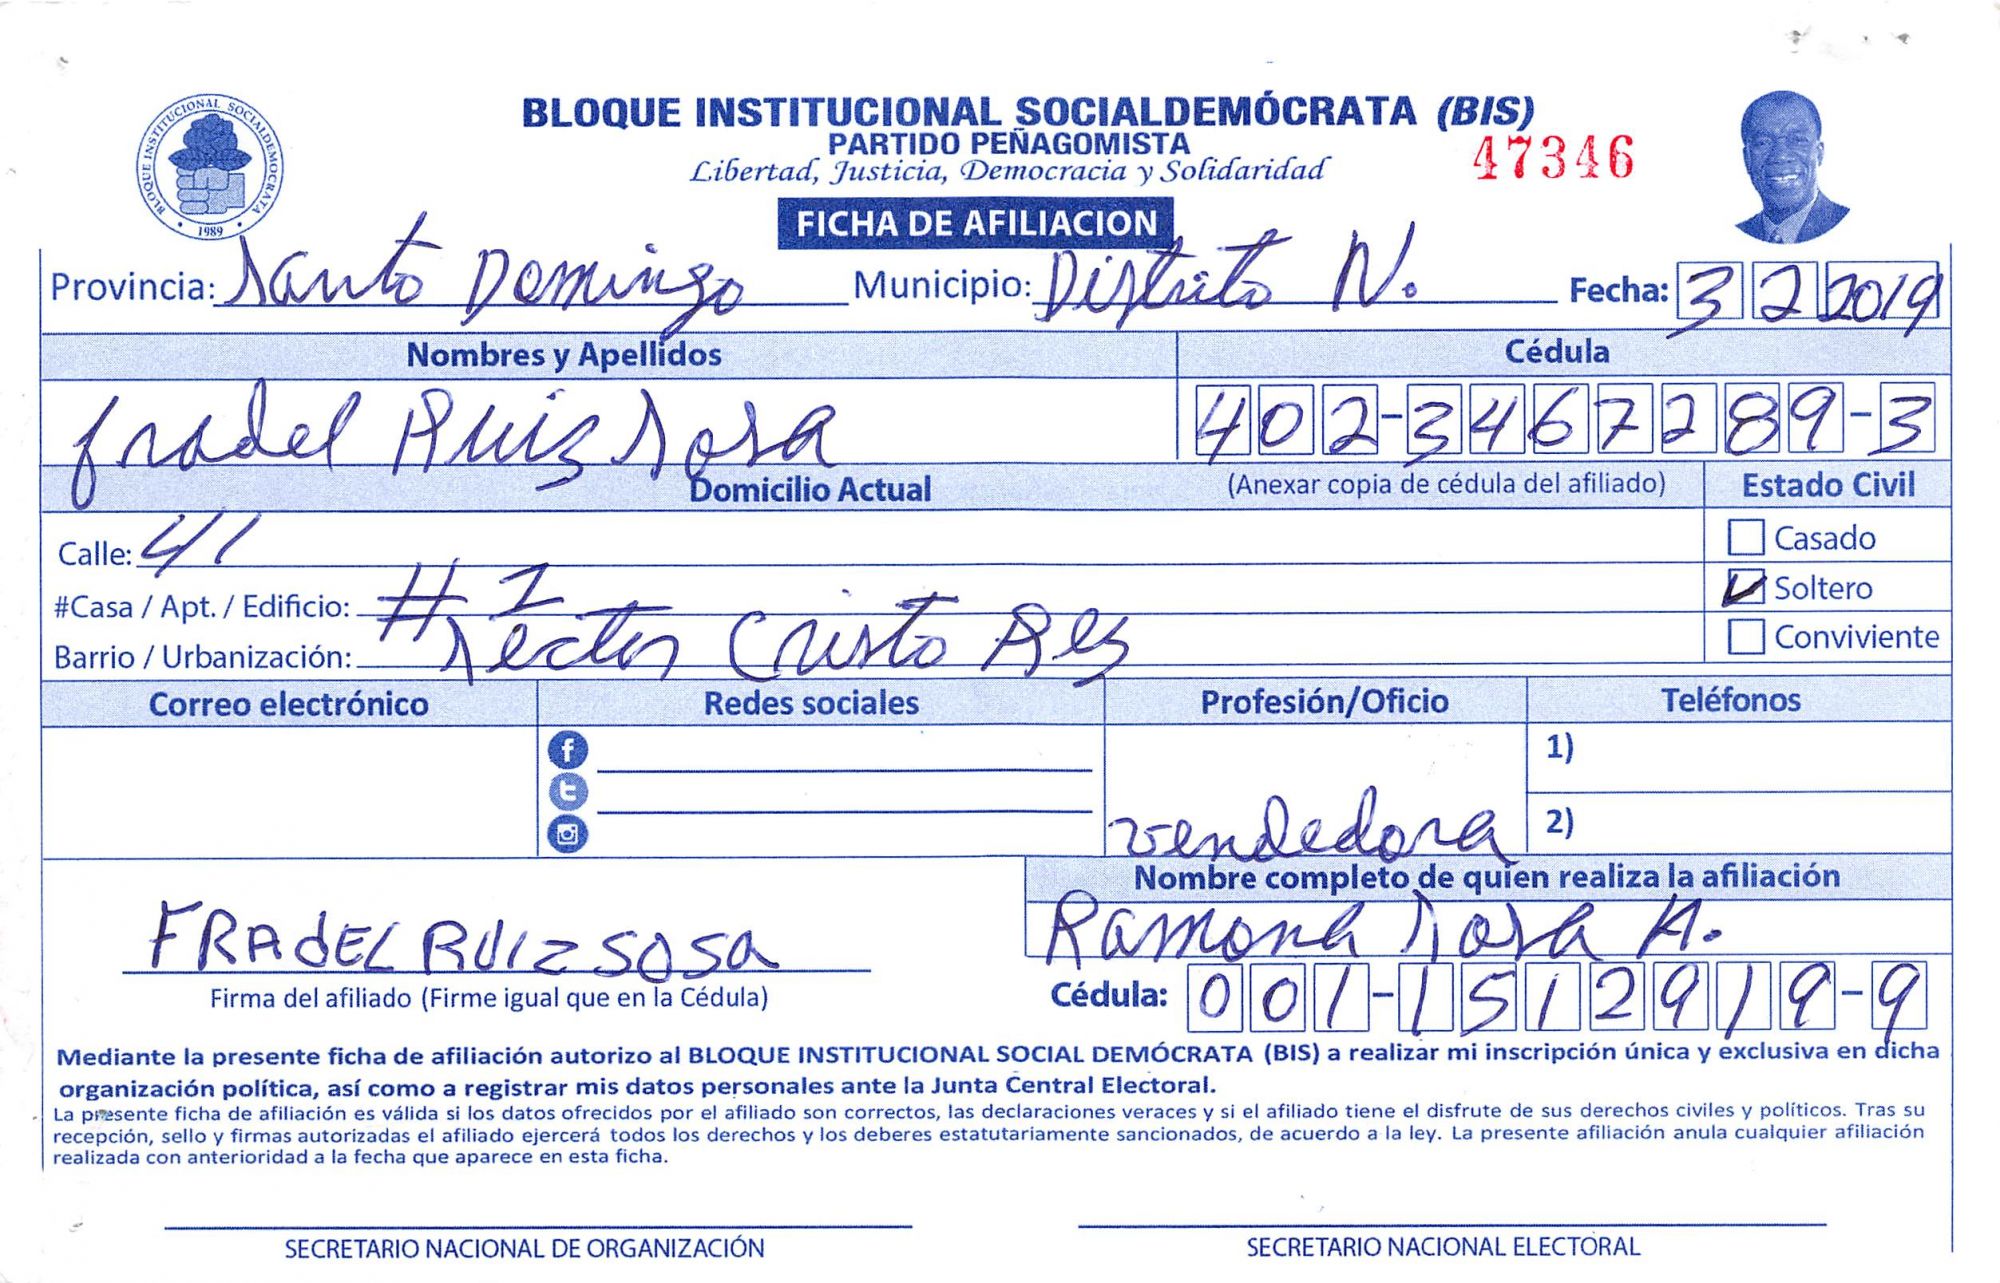 BLOQUE INSTITUCIONAL SOCIALDEMÓCRATA (BIS)
PARTIDO PEÑAGOMISTA
Libertad, Justicia, Democracia y Solidaridad
47346
BLOQUE INSTITUCIONAL SOCIALDEMOCRATA
1989
FICHA DE AFILIACION
Provincia: Santo Domingo Municipio: Distrito N. Fecha: 3 2 2019
Nombres y Apellidos Cédula
fradel Ruiz Sosa 402-3467289-3
Domicilio Actual (Anexar copia de cédula del afiliado) Estado Civil
Calle: 41 Casado
#Casa / Apt. / Edificio: # 7 Soltero
Barrio / Urbanización: Sector Cristo Rey Conviviente
Correo electrónico Redes sociales Profesión/Oficio Teléfonos
1)
vendedora 2)
Nombre completo de quien realiza la afiliación
FRAdEL RUIZ SOSA Ramona Sosa A.
Firma del afiliado (Firme igual que en la Cédula) Cédula: 001-1512919-9
Mediante la presente ficha de afiliación autorizo al BLOQUE INSTITUCIONAL SOCIAL DEMÓCRATA (BIS) a realizar mi inscripción única y exclusiva en dicha
organización política, así como a registrar mis datos personales ante la Junta Central Electoral.
La presente ficha de afiliación es válida si los datos ofrecidos por el afiliado son correctos, las declaraciones veraces y si el afiliado tiene el disfrute de sus derechos civiles y políticos. Tras su
recepción, sello y firmas autorizadas el afiliado ejercerá todos los derechos y los deberes estatutariamente sancionados, de acuerdo a la ley. La presente afiliación anula cualquier afiliación
realizada con anterioridad a la fecha que aparece en esta ficha.
SECRETARIO NACIONAL DE ORGANIZACIÓN SECRETARIO NACIONAL ELECTORAL